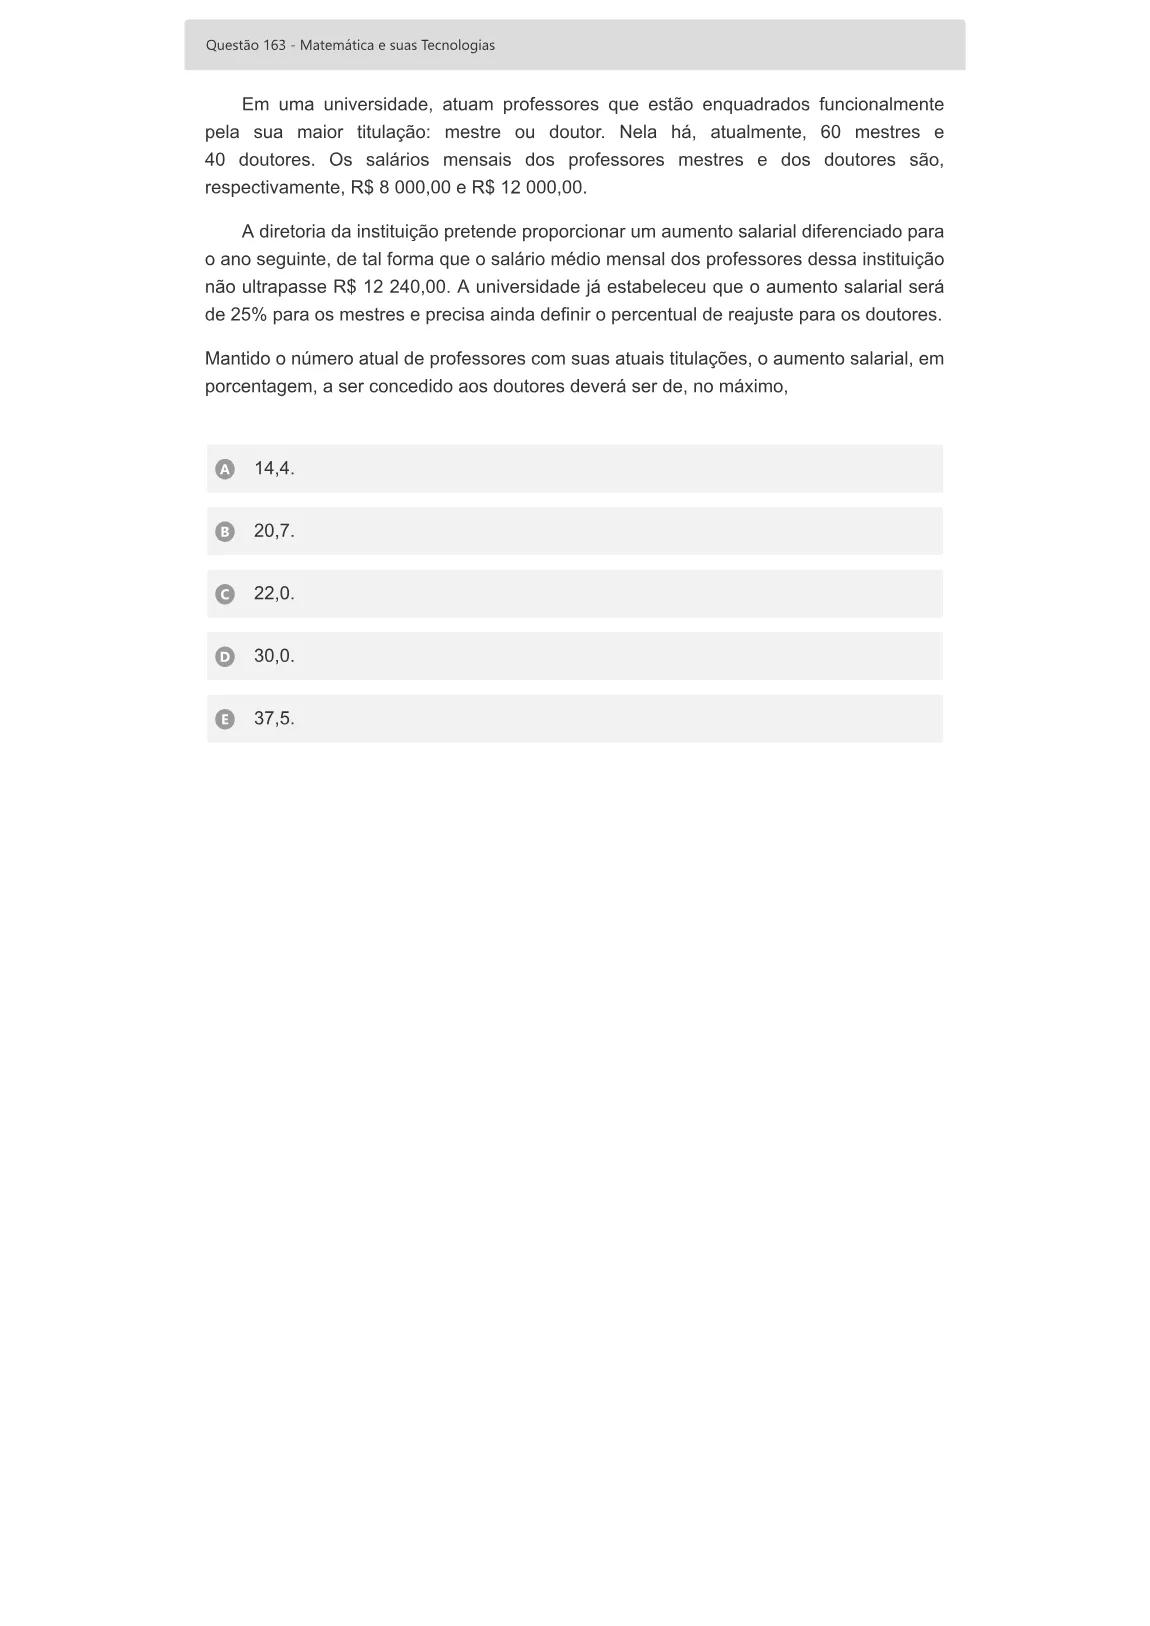 Questão 163 - Matemática e suas Tecnologias
Em uma universidade, atuam professores que estão enquadrados funcionalmente
pela sua maior titulação: mestre ou doutor. Nela há, atualmente, 60 mestres e
40 doutores. Os salários mensais dos professores mestres e dos doutores são,
respectivamente, R$ 8 000,00 e R$ 12 000,00.
A diretoria da instituição pretende proporcionar um aumento salarial diferenciado para
o ano seguinte, de tal forma que o salário médio mensal dos professores dessa instituição
não ultrapasse R$ 12 240,00. A universidade já estabeleceu que o aumento salarial será
de 25% para os mestres e precisa ainda definir o percentual de reajuste para os doutores.
Mantido o número atual de professores com suas atuais titulações, o aumento salarial, em
porcentagem, a ser concedido aos doutores deverá ser de, no máximo,
A 14,4.
B 20,7.
C 22,0.
D 30,0.
E 37,5.